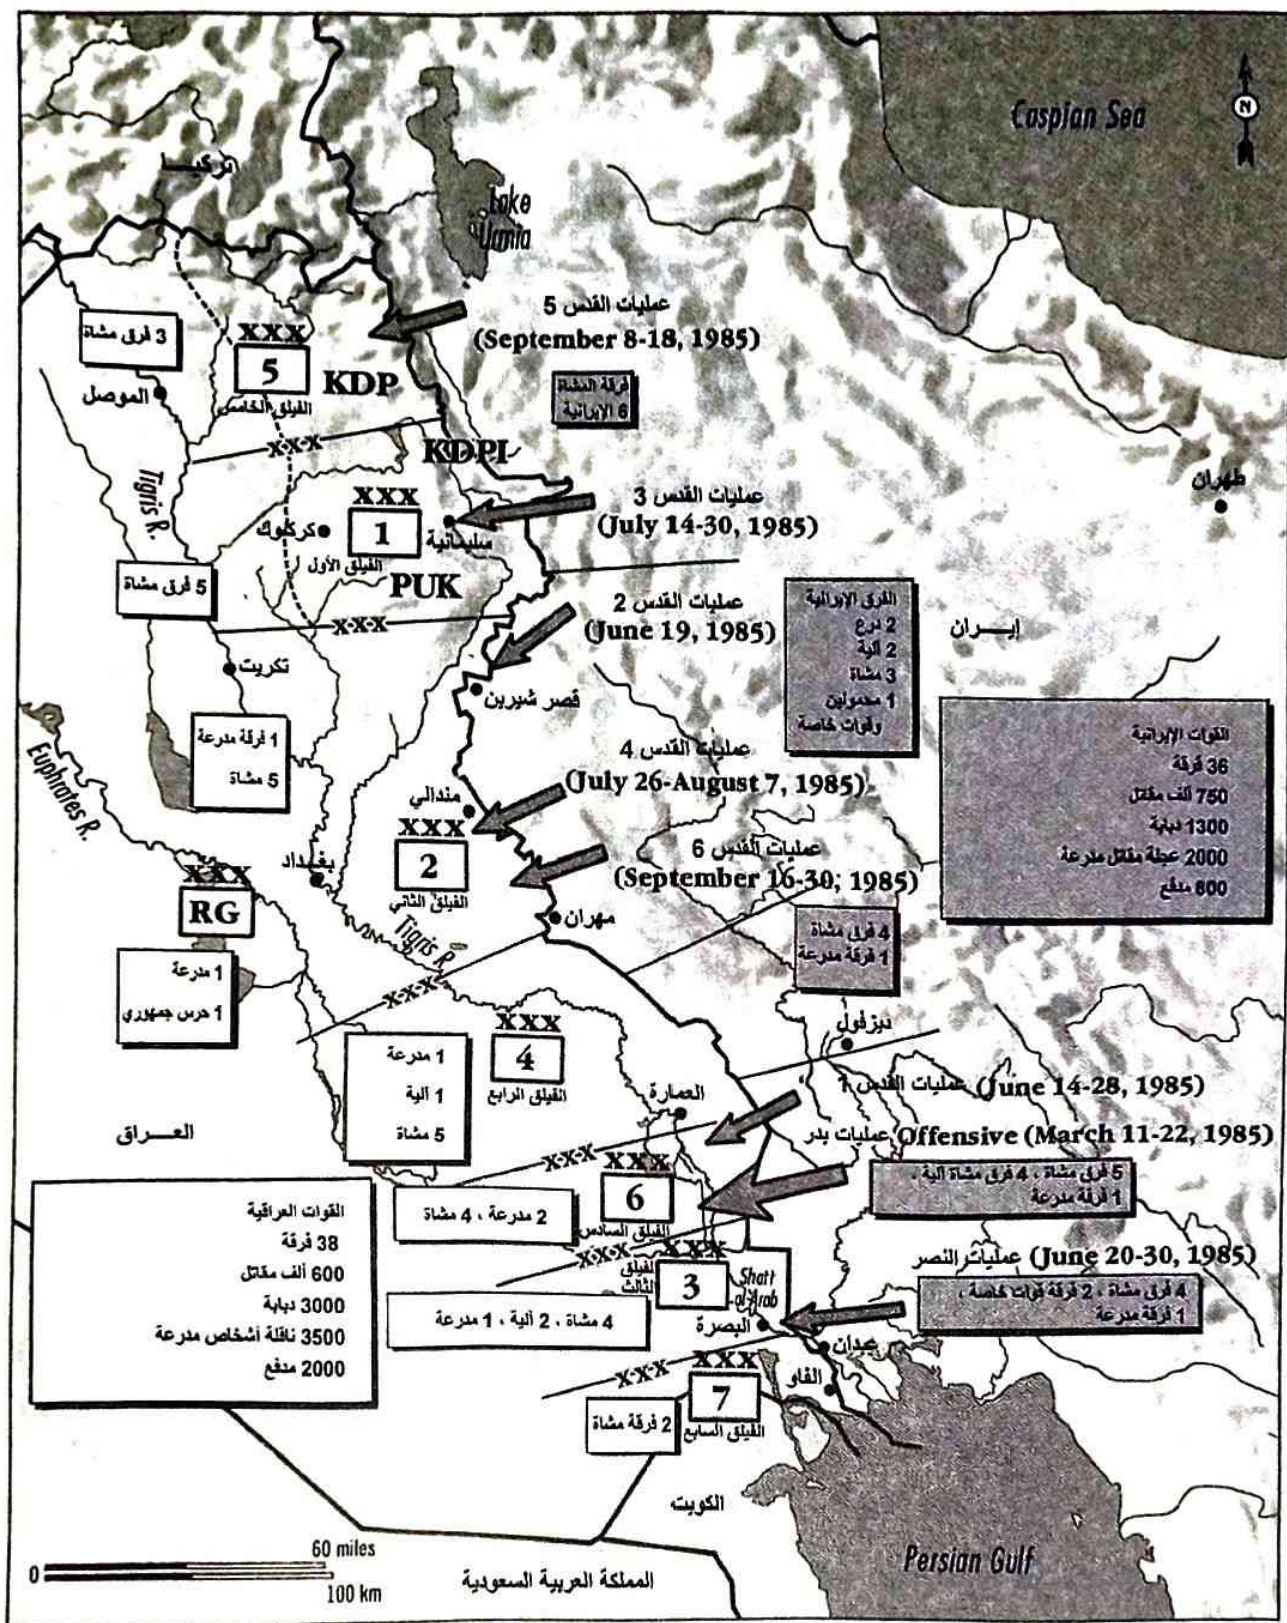 Caspian Sea
N
تركيـــا
Lake
Urmia
عمليات القدس 5
(September 8-18, 1985)
3 فرق مشاة
XXX
5
الفيلق الخامس
KDP
الموصل
فرقة المشاة
6 الإيرانية
x-x-x
KDPI
Tigris R.
طهران
عمليات القدس 3
(July 14-30, 1985)
XXX
1
الفيلق الأول
كركوك
سليمانية
PUK
5 فرق مشاة
عمليات القدس 2
(June 19, 1985)
x-x-x
الفرق الإيرانية
2 درع
2 آلية
3 مشاة
1 محمولين
وقوات خاصة
إيـــران
تكريت
قصر شيرين
1 فرقة مدرعة
5 مشاة
القوات الإيرانية
36 فرقة
750 ألف مقاتل
1300 دبابة
2000 عجلة مقاتل مدرعة
800 مدفع
Euphrates R.
عمليات القدس 4
(July 26-August 7, 1985)
مندالي
XXX
2
الفيلق الثاني
عمليات القدس 6
(September 16-30, 1985)
بغـداد
XXX
RG
مهران
Tigris R.
4 فرق مشاة
1 فرقة مدرعة
1 مدرعة
1 حرس جمهوري
x-x-x
XXX
4
الفيلق الرابع
ديزفول
1 مدرعة
1 آلية
5 مشاة
العمارة
عمليات القدس 1 (June 14-28, 1985)
عمليات بدر Offensive (March 11-22, 1985)
العـــراق
x-x-x
XXX
6
الفيلق السادس
5 فرق مشاة ، 4 فرق مشاة آلية ،
1 فرقة مدرعة
2 مدرعة ، 4 مشاة
القوات العراقية
38 فرقة
600 ألف مقاتل
3000 دبابة
3500 ناقلة أشخاص مدرعة
2000 مدفع
x-x-x
XXX
3
الفيلق
الثالث
Shatt
al-Arab
عمليات النصر (June 20-30, 1985)
4 فرق مشاة ، 2 فرقة قوات خاصة ،
1 فرقة مدرعة
4 مشاة ، 2 آلية ، 1 مدرعة
البصرة
عبدان
x-x-x
XXX
7
الفيلق السابع
الفاو
2 فرقة مشاة
الكويت
Persian Gulf
0
60 miles
100 km
المملكة العربية السعودية